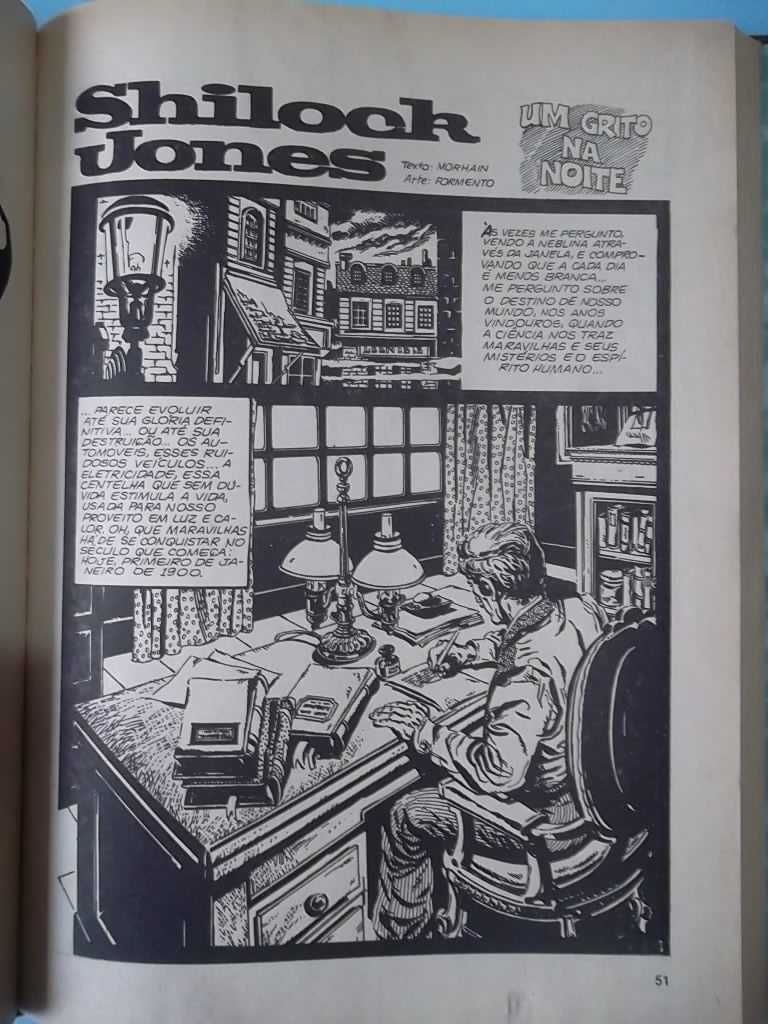 Shilock
Jones
Texto: MORHAIN
Arte: FORMENTO
UM GRITO
NA
NOITE
ÀS VEZES ME PERGUNTO,
VENDO A NEBLINA ATRA-
VÉS DA JANELA, E COMPRO-
VANDO QUE A CADA DIA
É MENOS BRANCA...
ME PERGUNTO SOBRE
O DESTINO DE NOSSO
MUNDO, NOS ANOS
VINDOUROS, QUANDO
A CIÊNCIA NOS TRAZ
MARAVILHAS E SEUS
MISTÉRIOS E O ESPÍ-
RITO HUMANO...
... PARECE EVOLUIR
ATÉ SUA GLÓRIA DEFI-
NITIVA... OU ATÉ SUA
DESTRUIÇÃO... OS AU-
TOMÓVEIS, ESSES RUI-
DOSOS VEÍCULOS... A
ELETRICIDADE, ESSA
CENTELHA QUE SEM DÚ-
VIDA ESTIMULA A VIDA,
USADA PARA NOSSO
PROVEITO EM LUZ E CA-
LOR. OH, QUE MARAVILHAS
HÁ DE SE CONQUISTAR NO
SÉCULO QUE COMEÇA:
HOJE, PRIMEIRO DE JA-
NEIRO DE 1900.
51